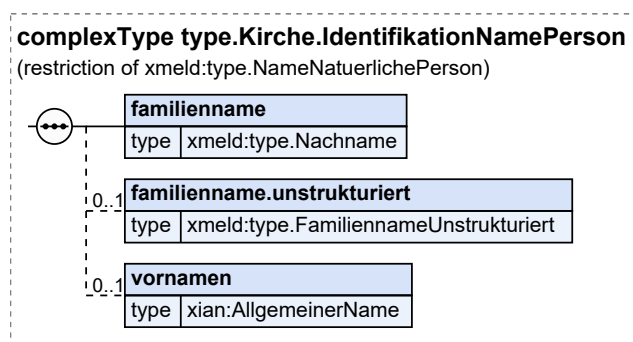 complexType type.Kirche.IdentifikationNamePerson
(restriction of xmeld:type.NameNatuerlichePerson)
familienname
type xmeld:type.Nachname
0..1 familienname.unstrukturiert
type xmeld:type.FamiliennameUnstrukturiert
0..1 vornamen
type xian:AllgemeinerName